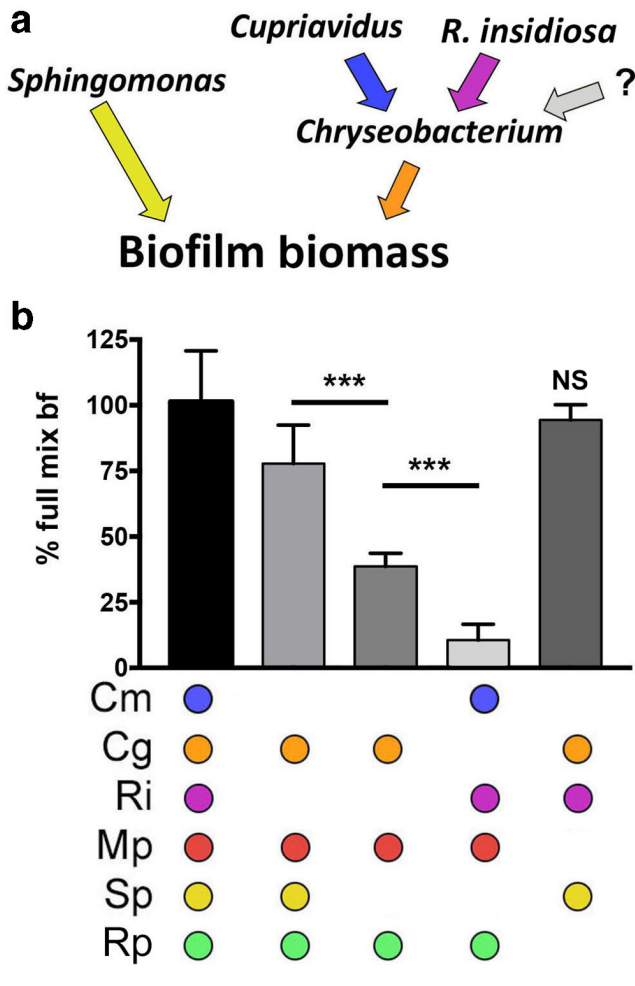 a
Cupriavidus R. insidiosa
Sphingomonas ?
Chryseobacterium
Biofilm biomass
b
% full mix bf
125
100
75
50
25
0
***
***
NS
Cm
Cg
Ri
Mp
Sp
Rp